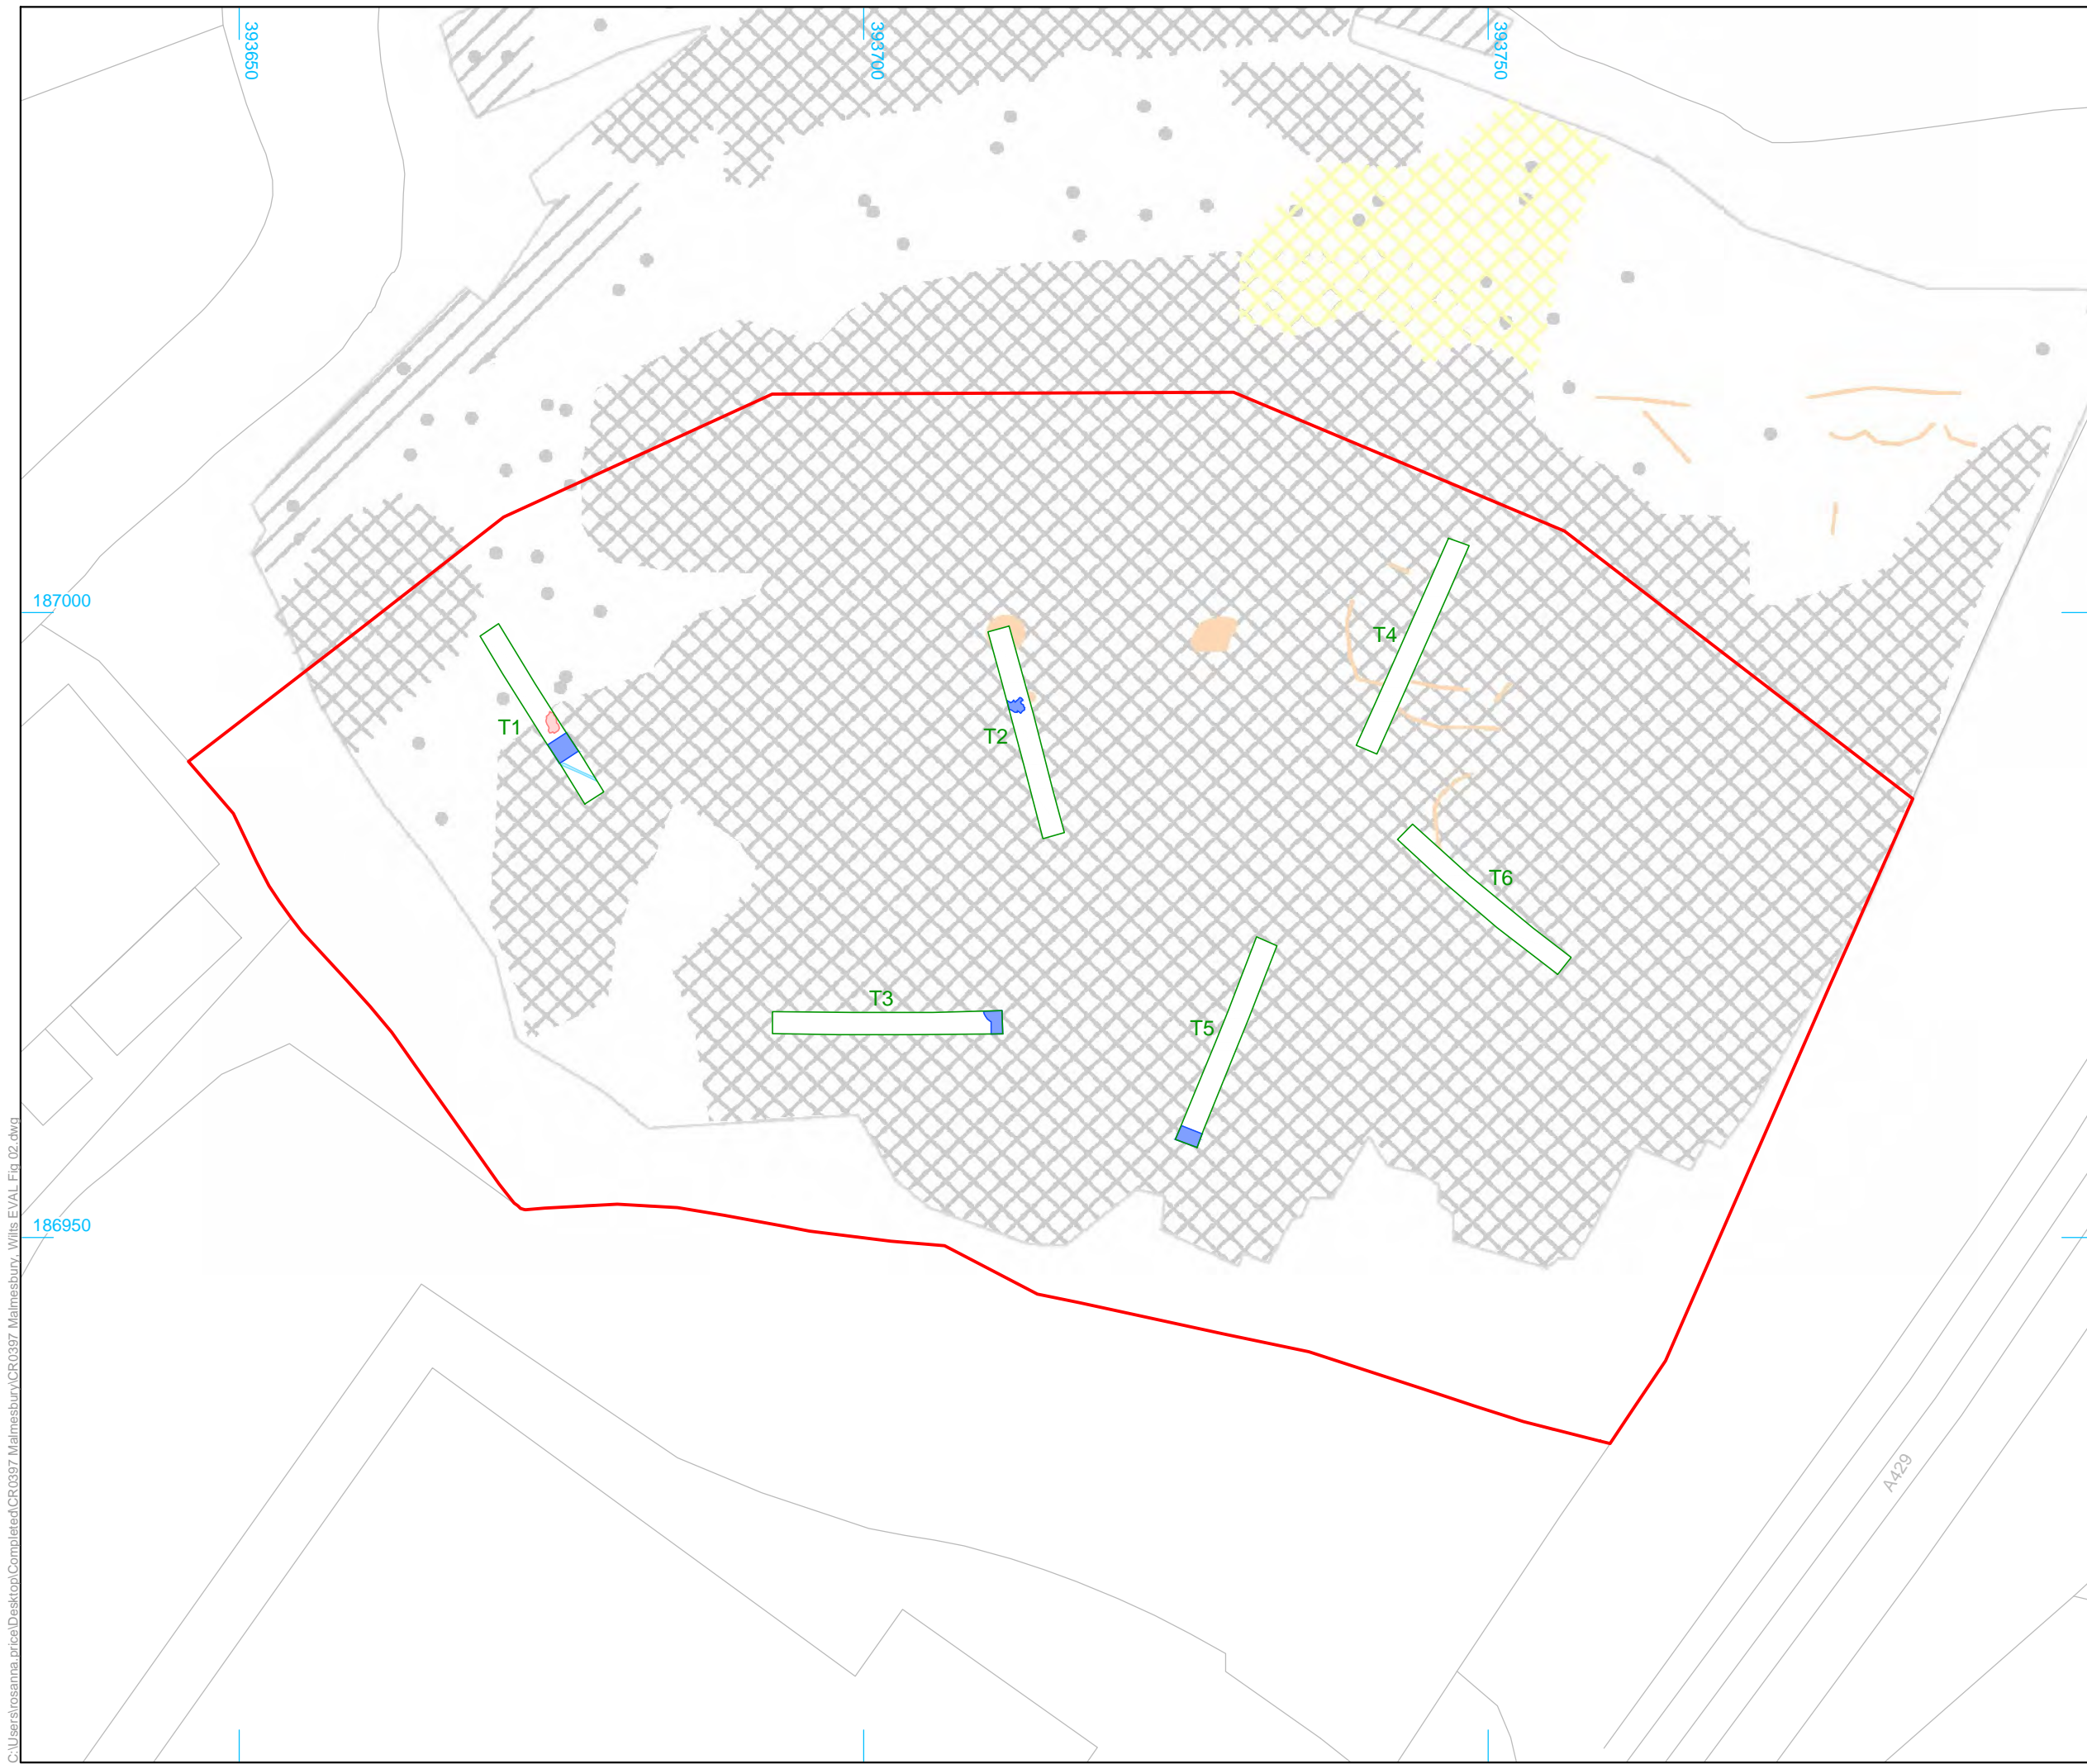 393650
393700
393750
187000
T4
T1
T2
T6
T3
T5
186950
A429
C:\Users\rosanna.price\Desktop\Completed\CR0397 Malmesbury\CR0397 Malmesbury, Wilts EVAL Fig 02.dwg